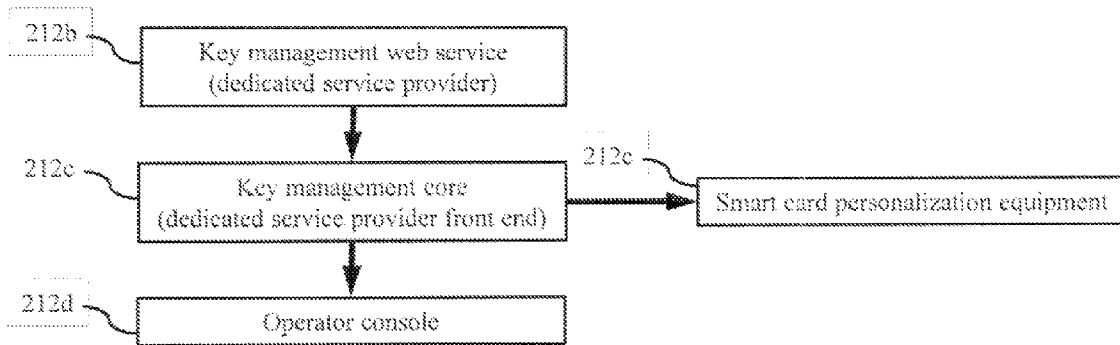 212b
Key management web service
(dedicated service provider)
212c
Key management core
(dedicated service provider front end)
212e
Smart card personalization equipment
212d
Operator console